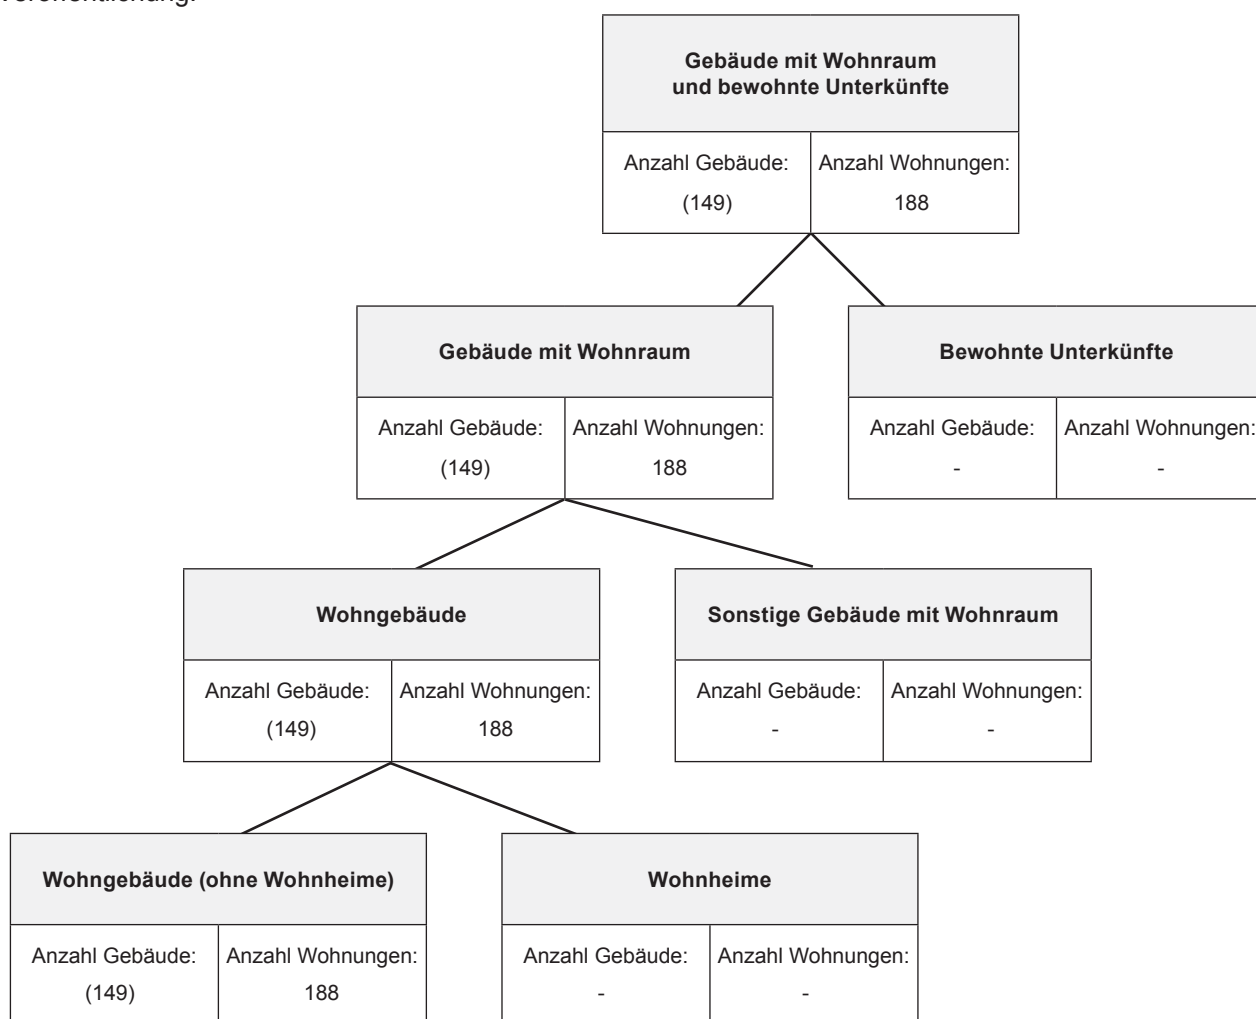 Veröffentlichung.
Gebäude mit Wohnraum
und bewohnte Unterkünfte
Anzahl Gebäude: Anzahl Wohnungen:
(149) 188
Gebäude mit Wohnraum Bewohnte Unterkünfte
Anzahl Gebäude: Anzahl Wohnungen: Anzahl Gebäude: Anzahl Wohnungen:
(149) 188 - -
Wohngebäude Sonstige Gebäude mit Wohnraum
Anzahl Gebäude: Anzahl Wohnungen: Anzahl Gebäude: Anzahl Wohnungen:
(149) 188 - -
Wohngebäude (ohne Wohnheime) Wohnheime
Anzahl Gebäude: Anzahl Wohnungen: Anzahl Gebäude: Anzahl Wohnungen:
(149) 188 - -